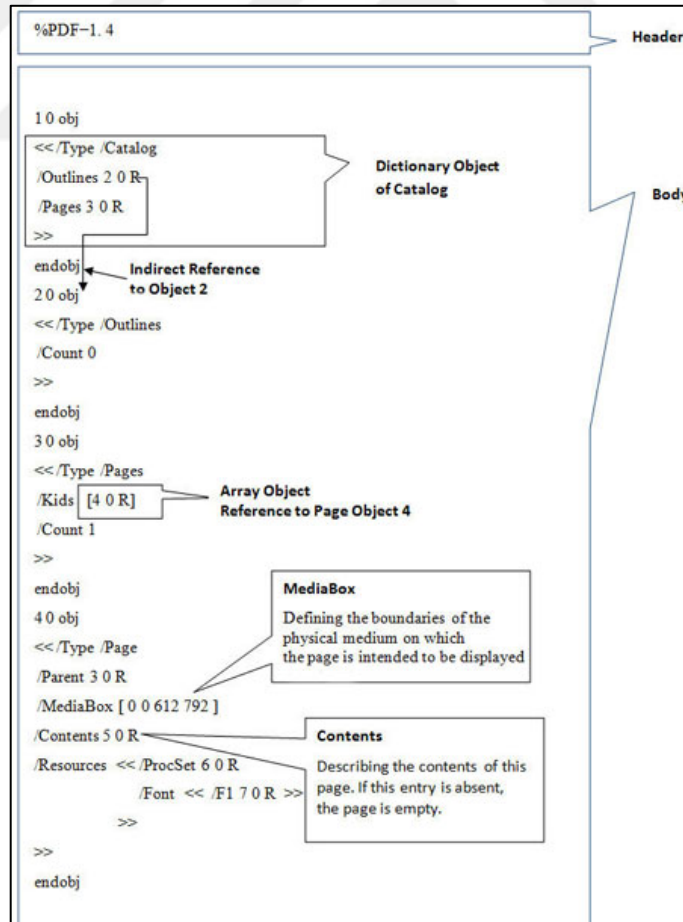 %PDF-1. 4
Header
1 0 obj
<< /Type /Catalog
/Outlines 2 0 R
/Pages 3 0 R
>>
Dictionary Object
of Catalog
Body
endobj
Indirect Reference
to Object 2
2 0 obj
<< /Type /Outlines
/Count 0
>>
endobj
3 0 obj
<< /Type /Pages
/Kids [4 0 R]
Array Object
Reference to Page Object 4
/Count 1
>>
endobj
4 0 obj
<< /Type /Page
/Parent 3 0 R
/MediaBox [ 0 0 612 792 ]
MediaBox
Defining the boundaries of the
physical medium on which
the page is intended to be displayed
/Contents 5 0 R
/Resources << /ProcSet 6 0 R
/Font << /F1 7 0 R >>
>>
Contents
Describing the contents of this
page. If this entry is absent,
the page is empty.
>>
endobj